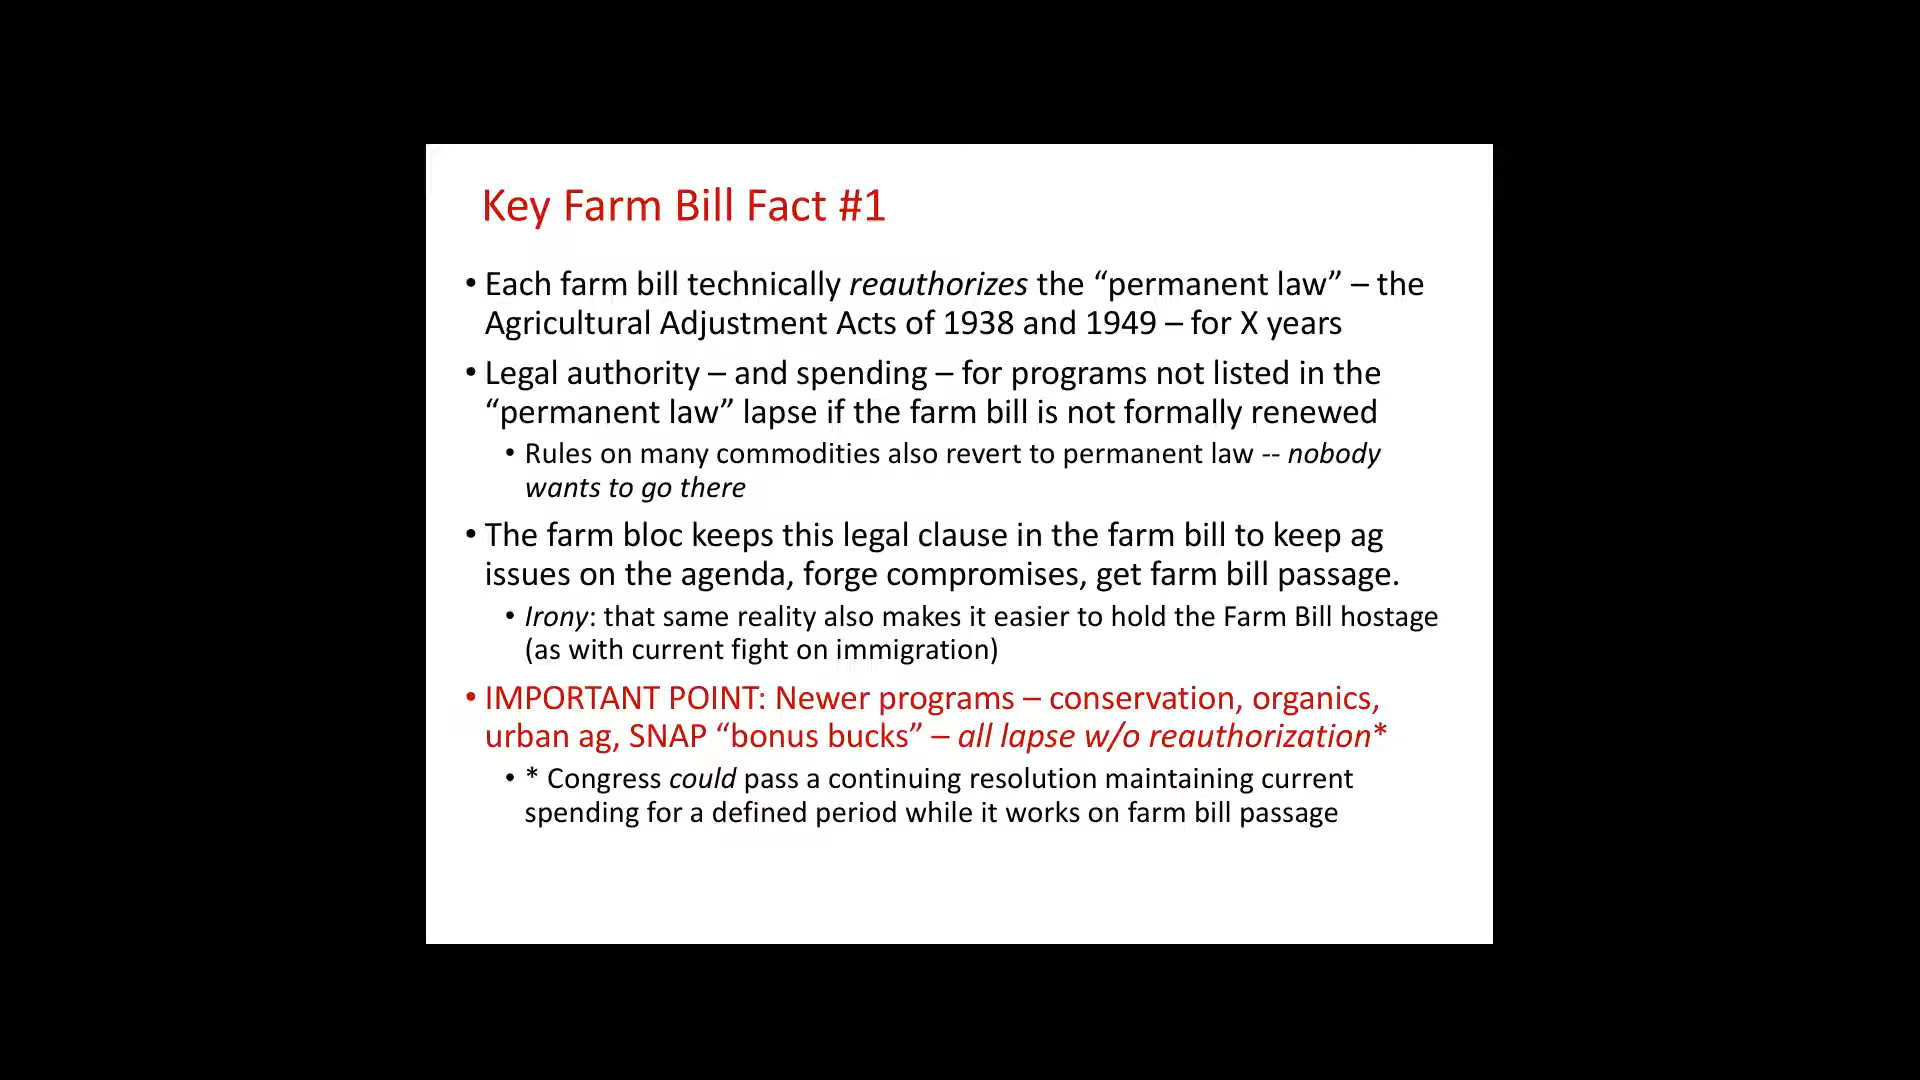 Key Farm Bill Fact #1
• Each farm bill technically reauthorizes the “permanent law” – the
Agricultural Adjustment Acts of 1938 and 1949 – for X years
• Legal authority – and spending – for programs not listed in the
“permanent law” lapse if the farm bill is not formally renewed
• Rules on many commodities also revert to permanent law -- nobody
wants to go there
• The farm bloc keeps this legal clause in the farm bill to keep ag
issues on the agenda, forge compromises, get farm bill passage.
• Irony: that same reality also makes it easier to hold the Farm Bill hostage
(as with current fight on immigration)
• IMPORTANT POINT: Newer programs – conservation, organics,
urban ag, SNAP “bonus bucks” – all lapse w/o reauthorization*
• * Congress could pass a continuing resolution maintaining current
spending for a defined period while it works on farm bill passage